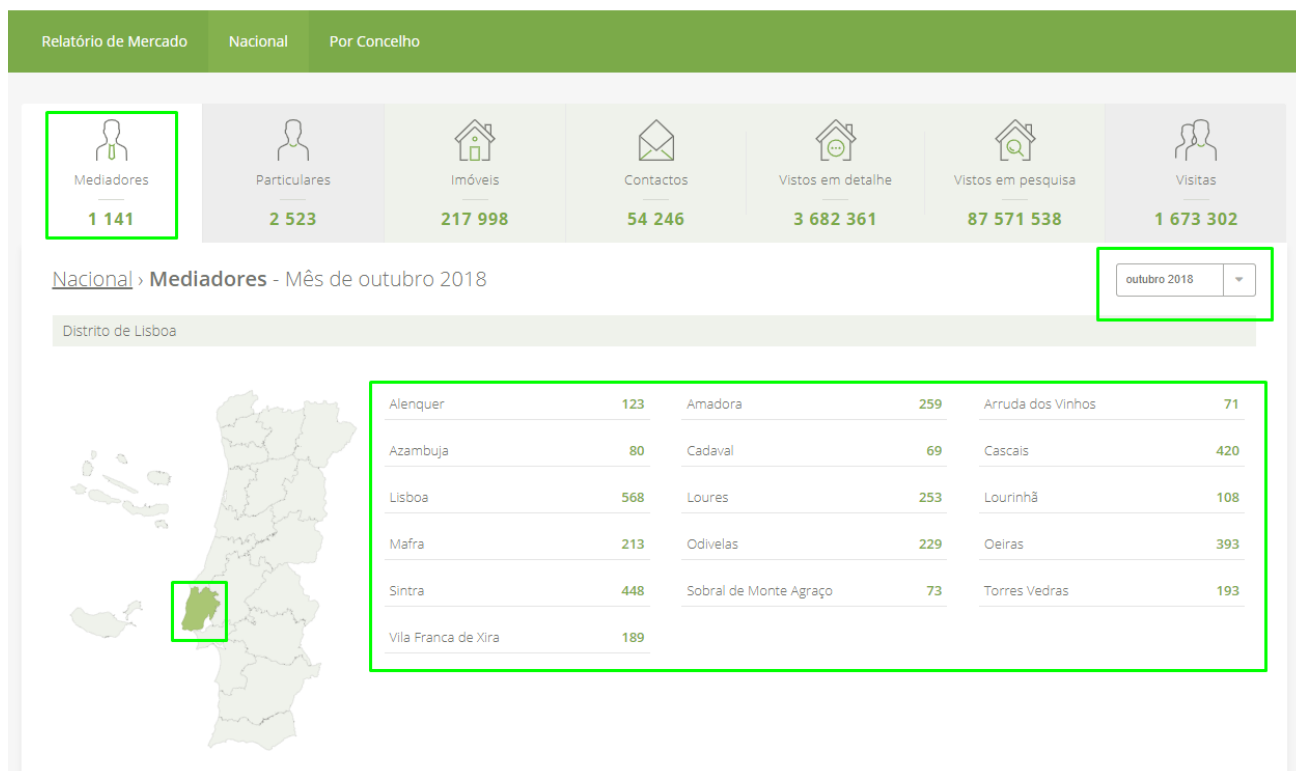 Relatório de Mercado Nacional Por Concelho
Mediadores Particulares Imóveis Contactos Vistos em detalhe Vistos em pesquisa Visitas
1 141 2 523 217 998 54 246 3 682 361 87 571 538 1 673 302
Nacional › Mediadores - Mês de outubro 2018 outubro 2018
Distrito de Lisboa
Alenquer 123 Amadora 259 Arruda dos Vinhos 71
Azambuja 80 Cadaval 69 Cascais 420
Lisboa 568 Loures 253 Lourinhã 108
Mafra 213 Odivelas 229 Oeiras 393
Sintra 448 Sobral de Monte Agraço 73 Torres Vedras 193
Vila Franca de Xira 189